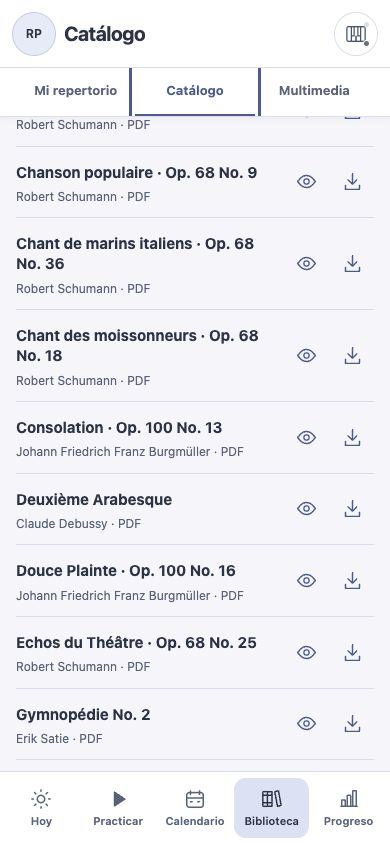 RP
Catálogo
Mi repertorio
Catálogo
Multimedia
Robert Schumann · PDF
Chanson populaire · Op. 68 No. 9
Robert Schumann · PDF
Chant de marins italiens · Op. 68
No. 36
Robert Schumann · PDF
Chant des moissonneurs · Op. 68
No. 18
Robert Schumann · PDF
Consolation · Op. 100 No. 13
Johann Friedrich Franz Burgmüller · PDF
Deuxième Arabesque
Claude Debussy · PDF
Douce Plainte · Op. 100 No. 16
Johann Friedrich Franz Burgmüller · PDF
Echos du Théâtre · Op. 68 No. 25
Robert Schumann · PDF
Gymnopédie No. 2
Erik Satie · PDF
Hoy
Practicar
Calendario
Biblioteca
Progreso